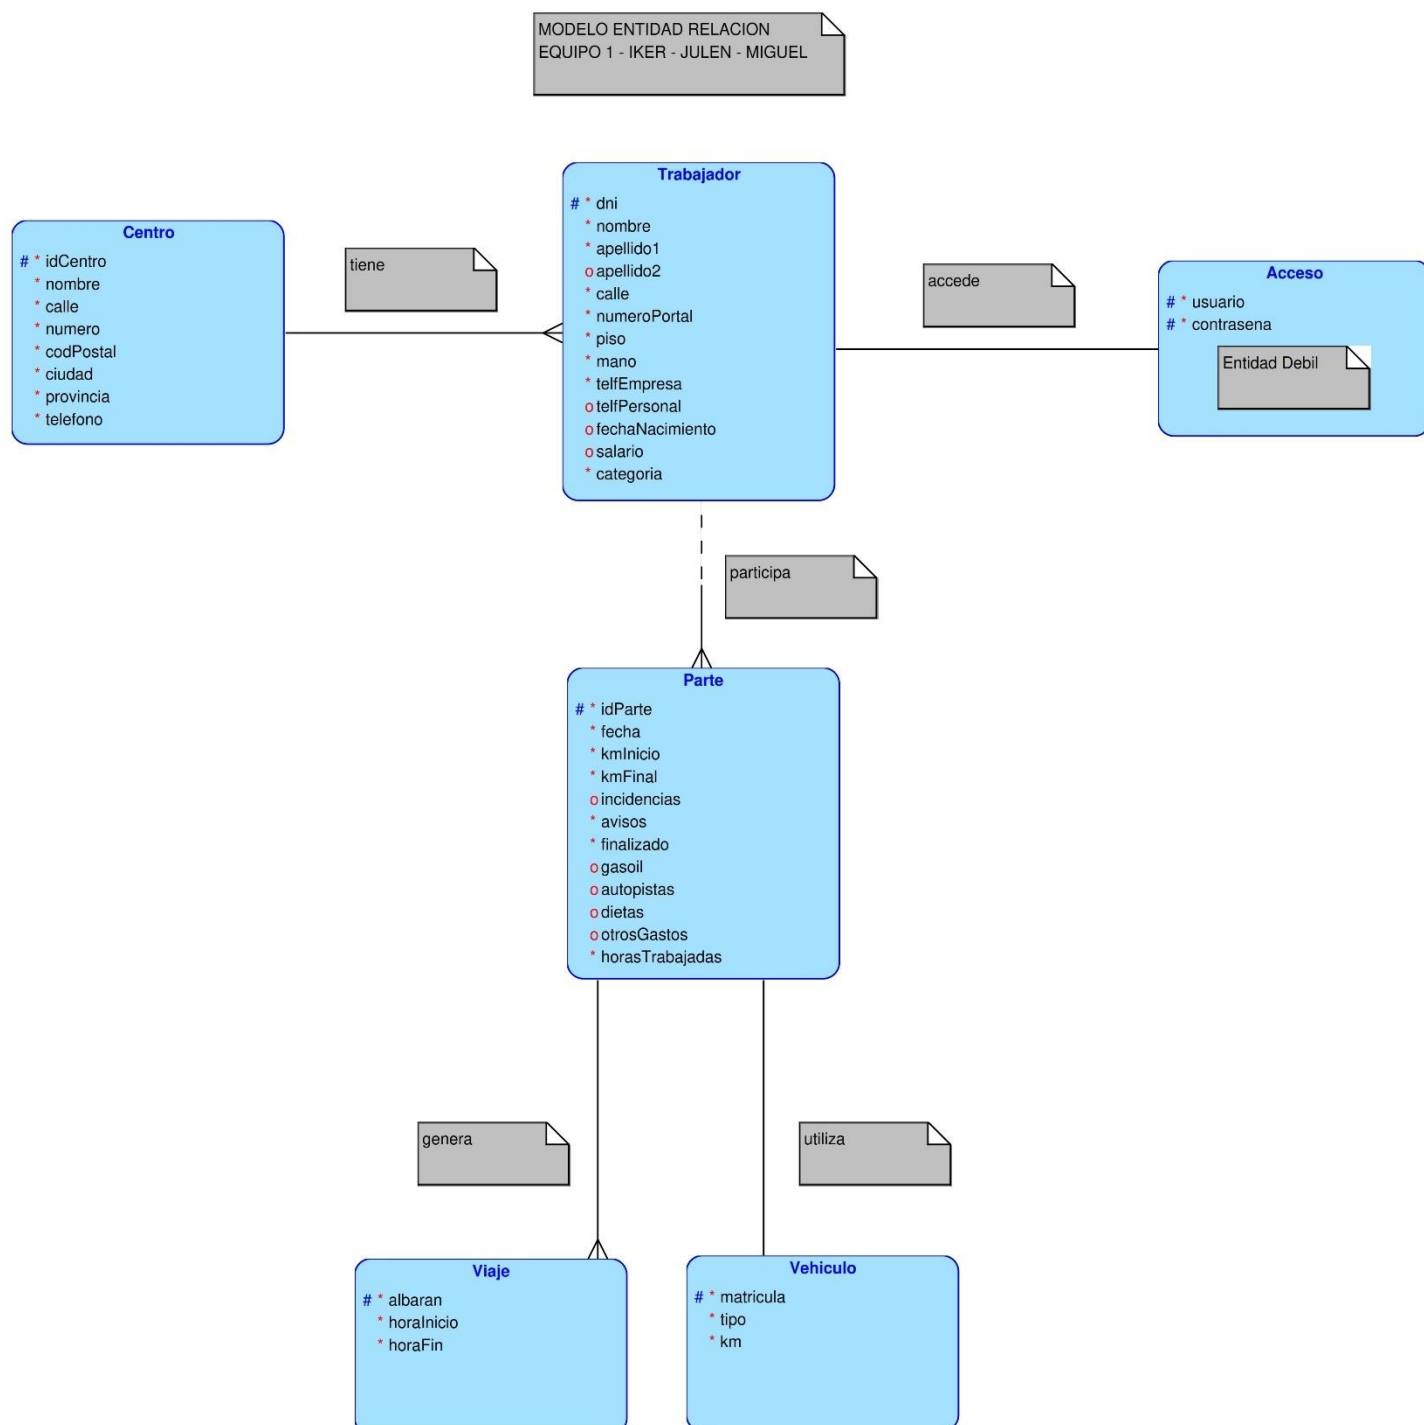 MODELO ENTIDAD RELACION
EQUIPO 1 - IKER - JULEN - MIGUEL
Trabajador
# * dni
* nombre
* apellido1
o apellido2
* calle
* numeroPortal
* piso
* mano
* telfEmpresa
o telfPersonal
o fechaNacimiento
o salario
* categoria
Centro
# * idCentro
* nombre
* calle
* numero
* codPostal
* ciudad
* provincia
* telefono
tiene
accede
Acceso
# * usuario
# * contrasena
Entidad Debil
participa
Parte
# * idParte
* fecha
* kmInicio
* kmFinal
o incidencias
* avisos
* finalizado
o gasoil
o autopistas
o dietas
o otrosGastos
* horasTrabajadas
genera
utiliza
Viaje
# * albaran
* horaInicio
* horaFin
Vehiculo
# * matricula
* tipo
* km